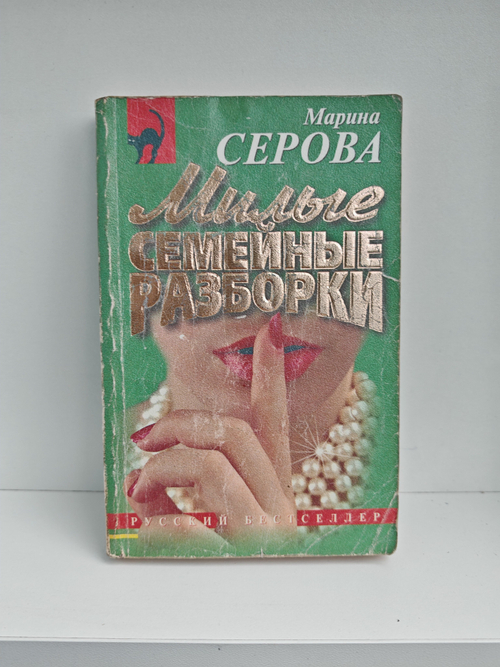 Марина
СЕРОВА
Милые
СЕМЕЙНЫЕ
РАЗБОРКИ
РУССКИЙ БЕСТСЕЛЛЕР